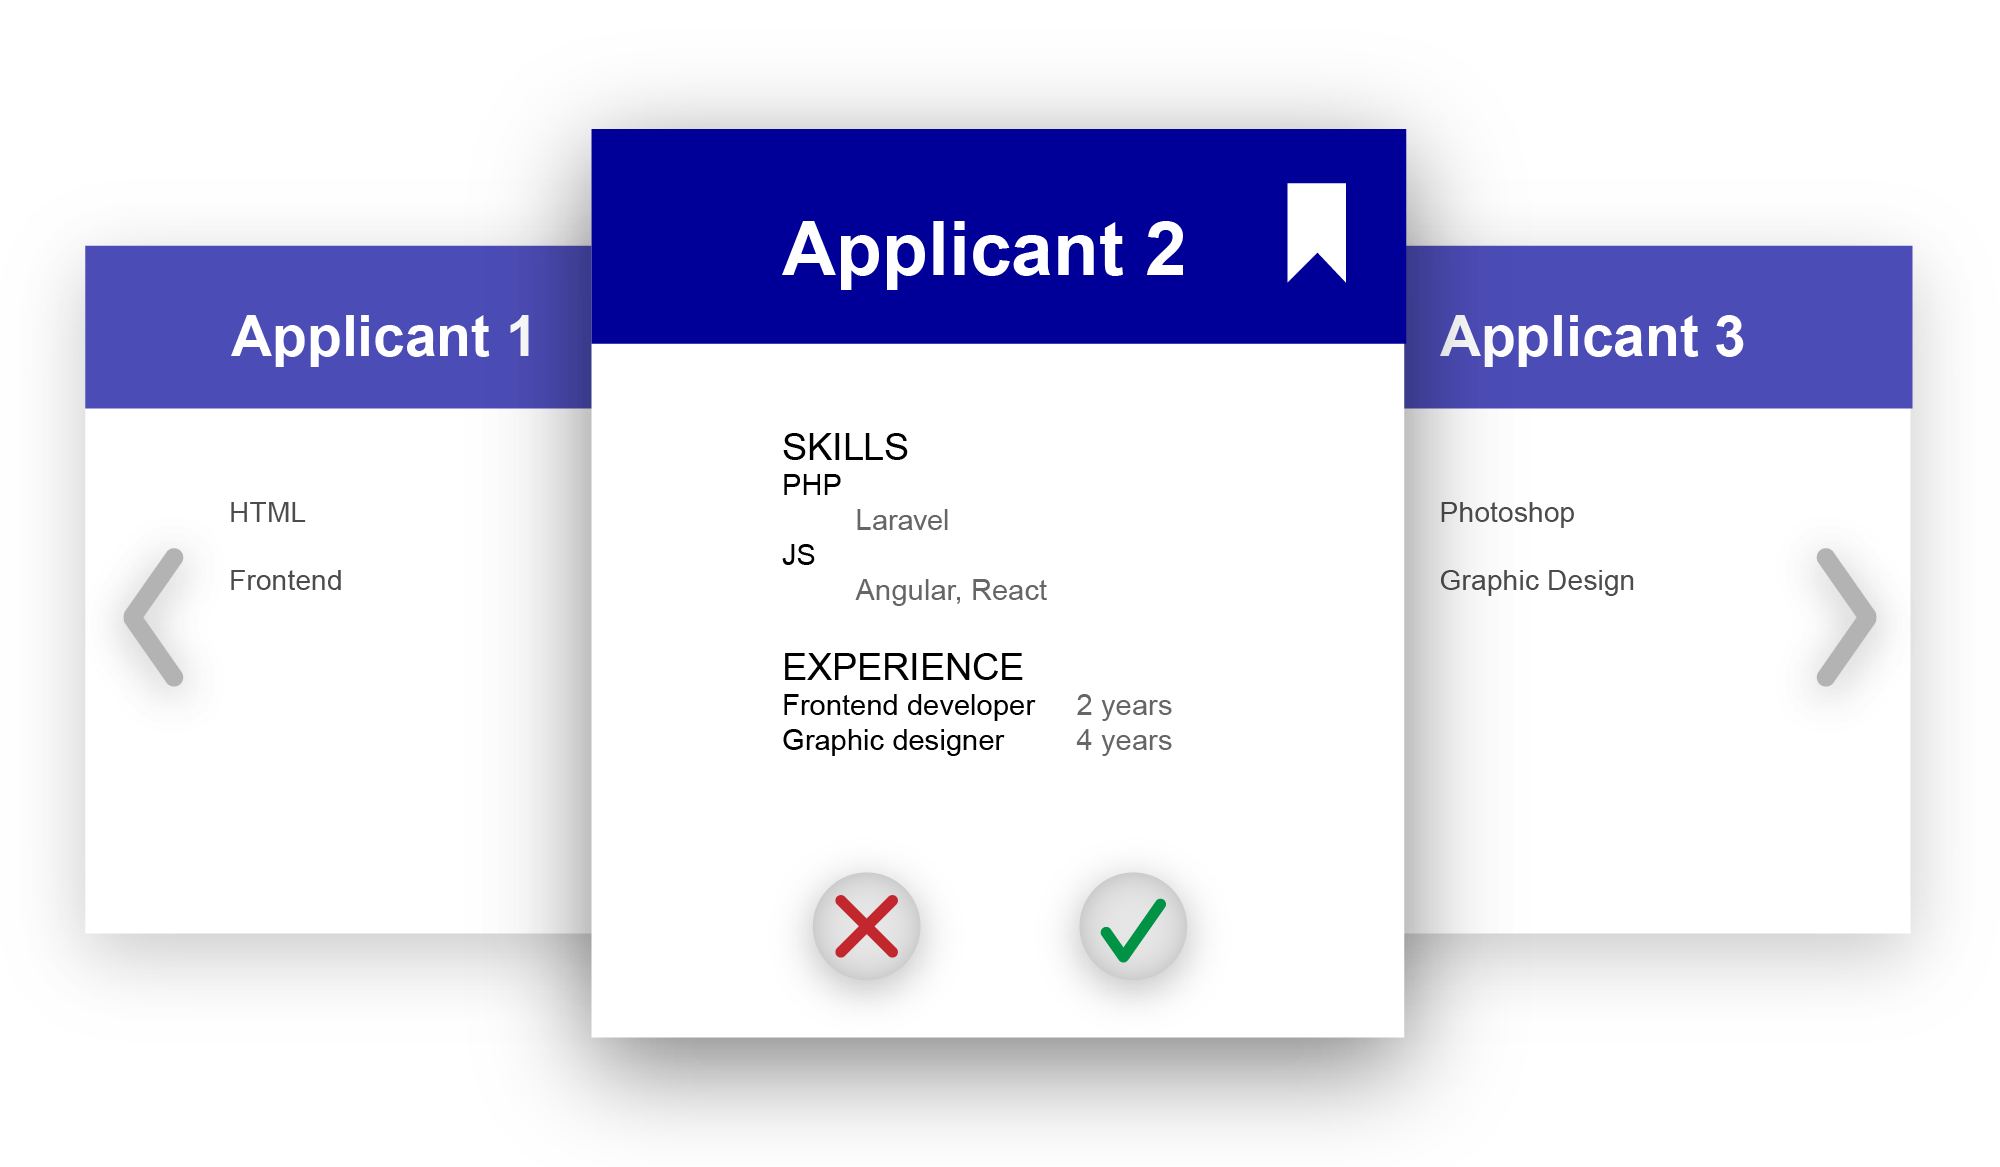 Applicant 1
HTML
Frontend
Applicant 2
SKILLS
PHP
Laravel
JS
Angular, React
EXPERIENCE
Frontend developer 2 years
Graphic designer 4 years
Applicant 3
Photoshop
Graphic Design